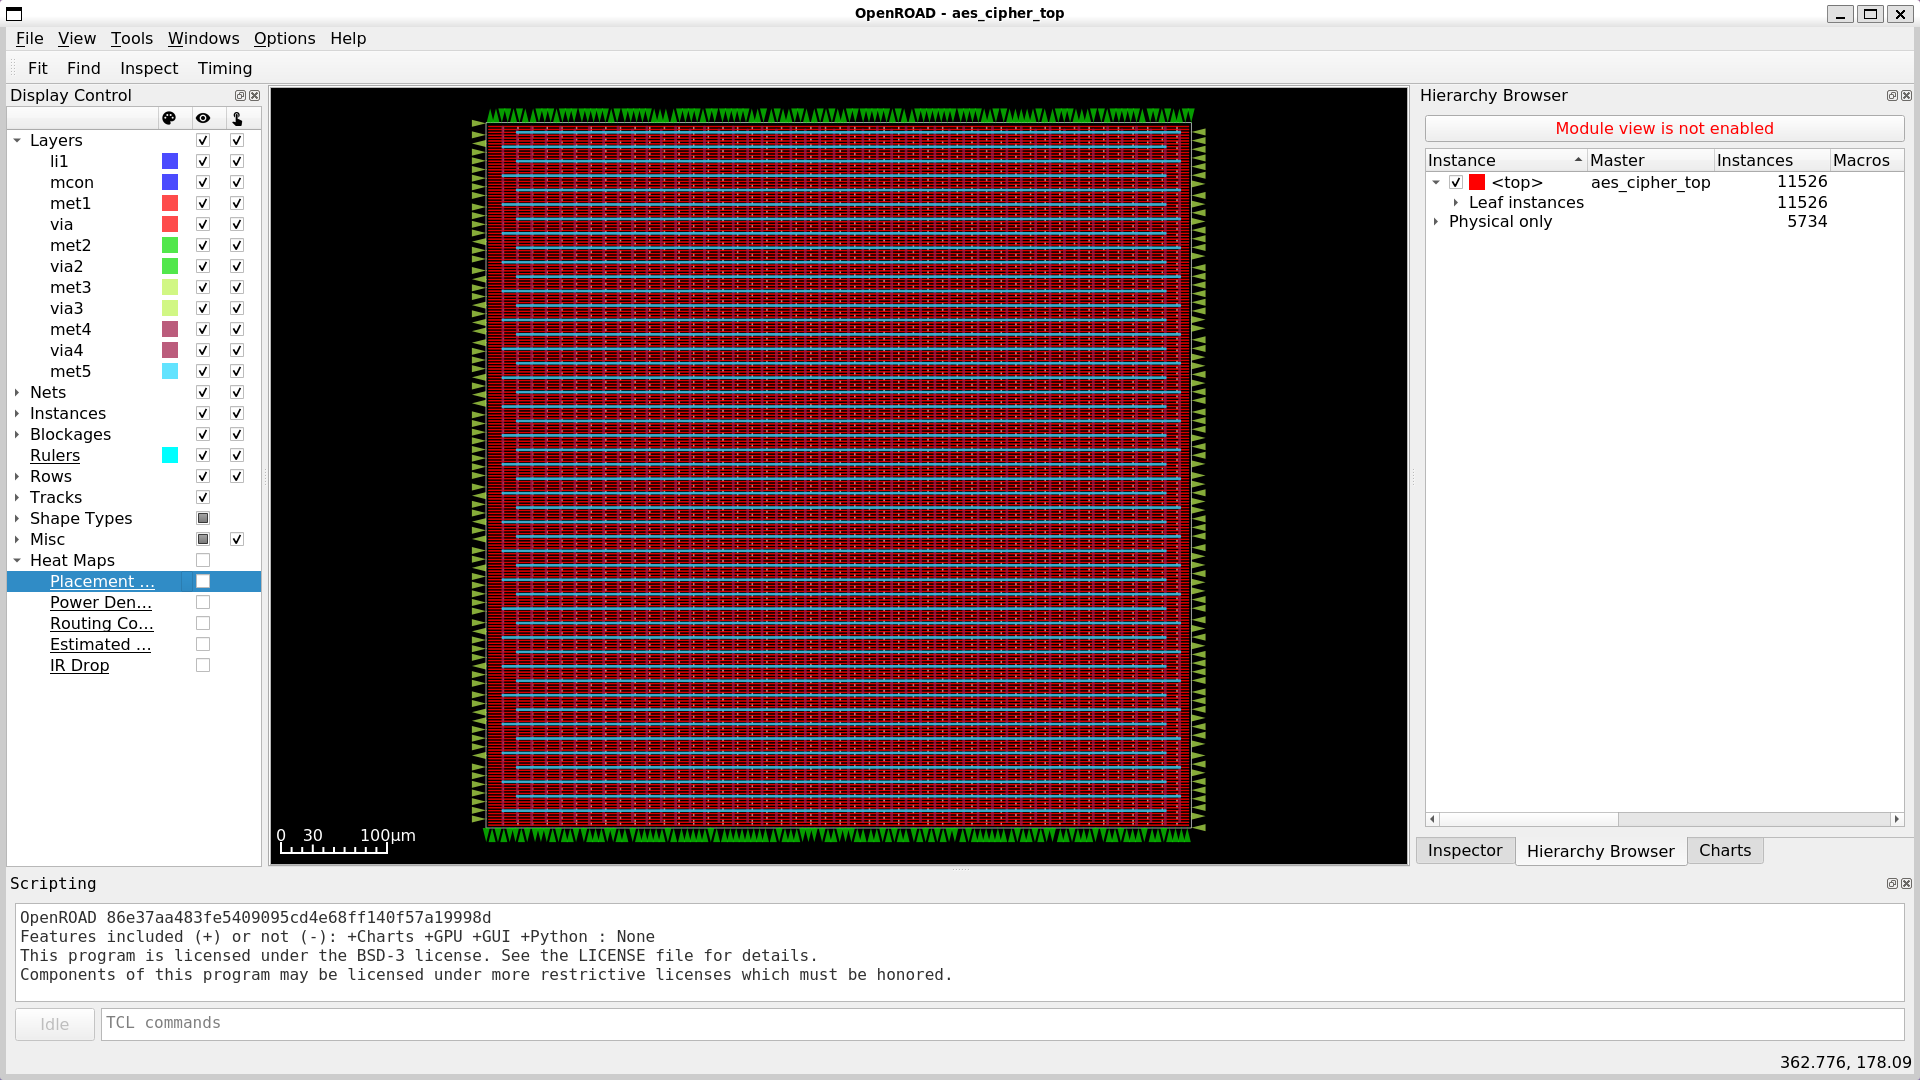 OpenROAD - aes_cipher_top
File View Tools Windows Options Help
Fit Find Inspect Timing
Display Control
Layers
li1
mcon
met1
via
met2
via2
met3
via3
met4
via4
met5
Nets
Instances
Blockages
Rulers
Rows
Tracks
Shape Types
Misc
Heat Maps
Placement ...
Power Den...
Routing Co...
Estimated ...
IR Drop
0 30 100μm
Hierarchy Browser
Module view is not enabled
Instance Master Instances Macros
<top> aes_cipher_top 11526
Leaf instances 11526
Physical only 5734
Inspector Hierarchy Browser Charts
Scripting
OpenROAD 86e37aa483fe5409095cd4e68ff140f57a19998d
Features included (+) or not (-): +Charts +GPU +GUI +Python : None
This program is licensed under the BSD-3 license. See the LICENSE file for details.
Components of this program may be licensed under more restrictive licenses which must be honored.
Idle TCL commands
362.776, 178.09